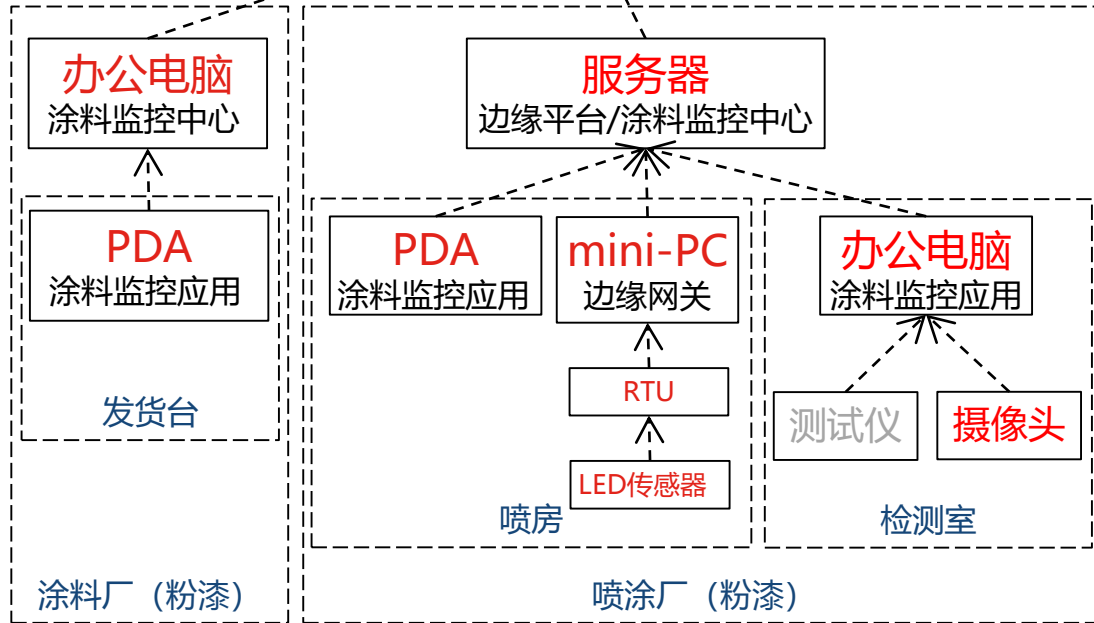 办公电脑
涂料监控中心
PDA
涂料监控应用
发货台
涂料厂（粉漆）
服务器
边缘平台/涂料监控中心
PDA
涂料监控应用
mini-PC
边缘网关
RTU
LED传感器
喷房
办公电脑
涂料监控应用
测试仪
摄像头
检测室
喷涂厂（粉漆）